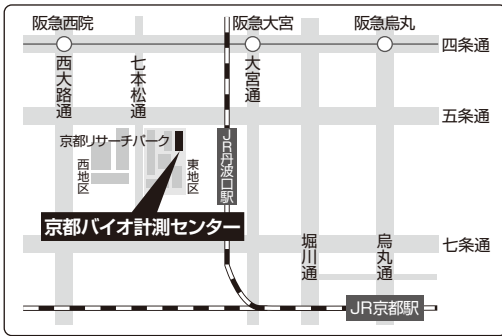 阪急西院
阪急大宮
阪急烏丸
四条通
西大路通
七本松通
大宮通
五条通
京都リサーチパーク
西地区
東地区
JR丹波口駅
京都バイオ計測センター
堀川通
烏丸通
七条通
JR京都駅